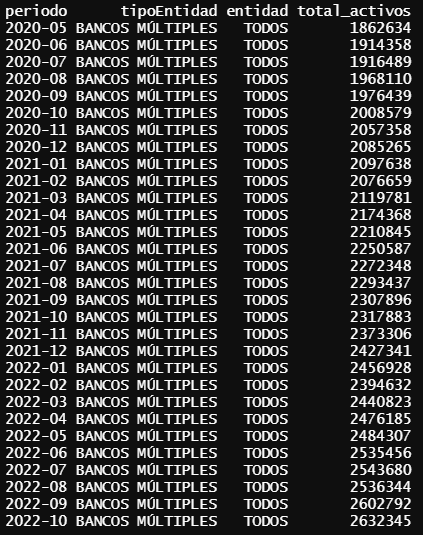 periodo tipoEntidad entidad total_activos
2020-05 BANCOS MÚLTIPLES TODOS 1862634
2020-06 BANCOS MÚLTIPLES TODOS 1914358
2020-07 BANCOS MÚLTIPLES TODOS 1916489
2020-08 BANCOS MÚLTIPLES TODOS 1968110
2020-09 BANCOS MÚLTIPLES TODOS 1976439
2020-10 BANCOS MÚLTIPLES TODOS 2008579
2020-11 BANCOS MÚLTIPLES TODOS 2057358
2020-12 BANCOS MÚLTIPLES TODOS 2085265
2021-01 BANCOS MÚLTIPLES TODOS 2097638
2021-02 BANCOS MÚLTIPLES TODOS 2076659
2021-03 BANCOS MÚLTIPLES TODOS 2119781
2021-04 BANCOS MÚLTIPLES TODOS 2174368
2021-05 BANCOS MÚLTIPLES TODOS 2210845
2021-06 BANCOS MÚLTIPLES TODOS 2250587
2021-07 BANCOS MÚLTIPLES TODOS 2272348
2021-08 BANCOS MÚLTIPLES TODOS 2293437
2021-09 BANCOS MÚLTIPLES TODOS 2307896
2021-10 BANCOS MÚLTIPLES TODOS 2317883
2021-11 BANCOS MÚLTIPLES TODOS 2373306
2021-12 BANCOS MÚLTIPLES TODOS 2427341
2022-01 BANCOS MÚLTIPLES TODOS 2456928
2022-02 BANCOS MÚLTIPLES TODOS 2394632
2022-03 BANCOS MÚLTIPLES TODOS 2440823
2022-04 BANCOS MÚLTIPLES TODOS 2476185
2022-05 BANCOS MÚLTIPLES TODOS 2484307
2022-06 BANCOS MÚLTIPLES TODOS 2535456
2022-07 BANCOS MÚLTIPLES TODOS 2543680
2022-08 BANCOS MÚLTIPLES TODOS 2536344
2022-09 BANCOS MÚLTIPLES TODOS 2602792
2022-10 BANCOS MÚLTIPLES TODOS 2632345